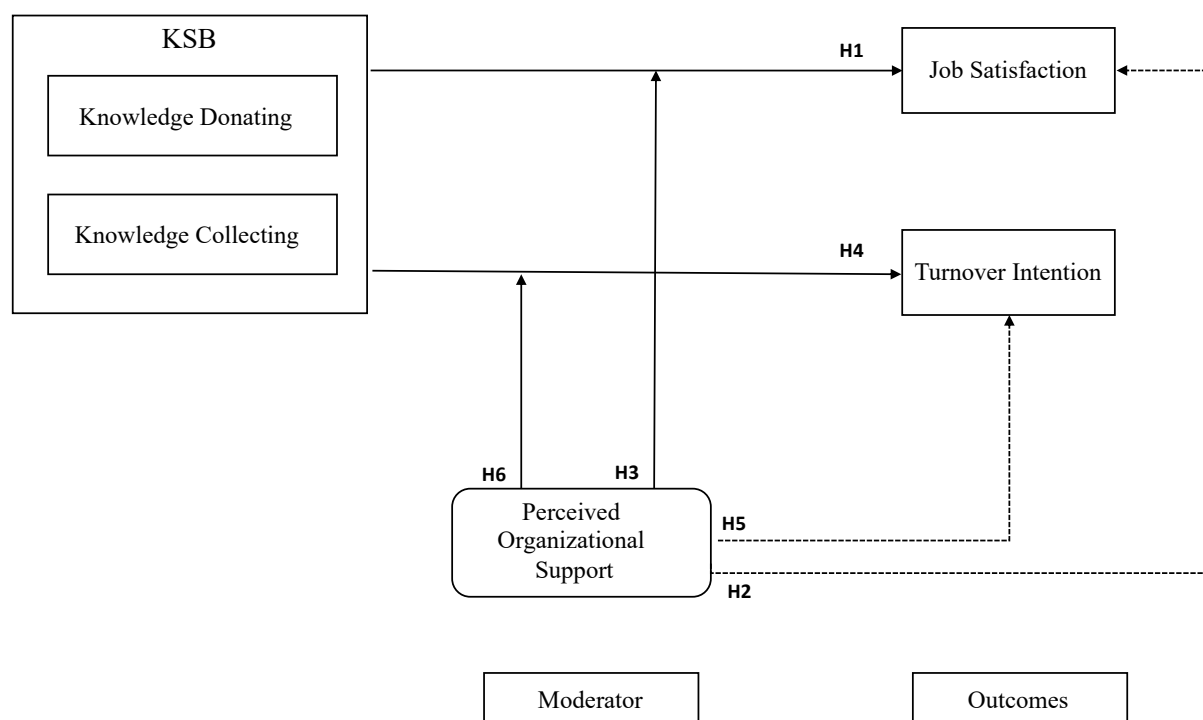 KSB
Knowledge Donating
Knowledge Collecting
H1
Job Satisfaction
H4
Turnover Intention
H6
H3
Perceived
Organizational
Support
H5
H2
Moderator
Outcomes